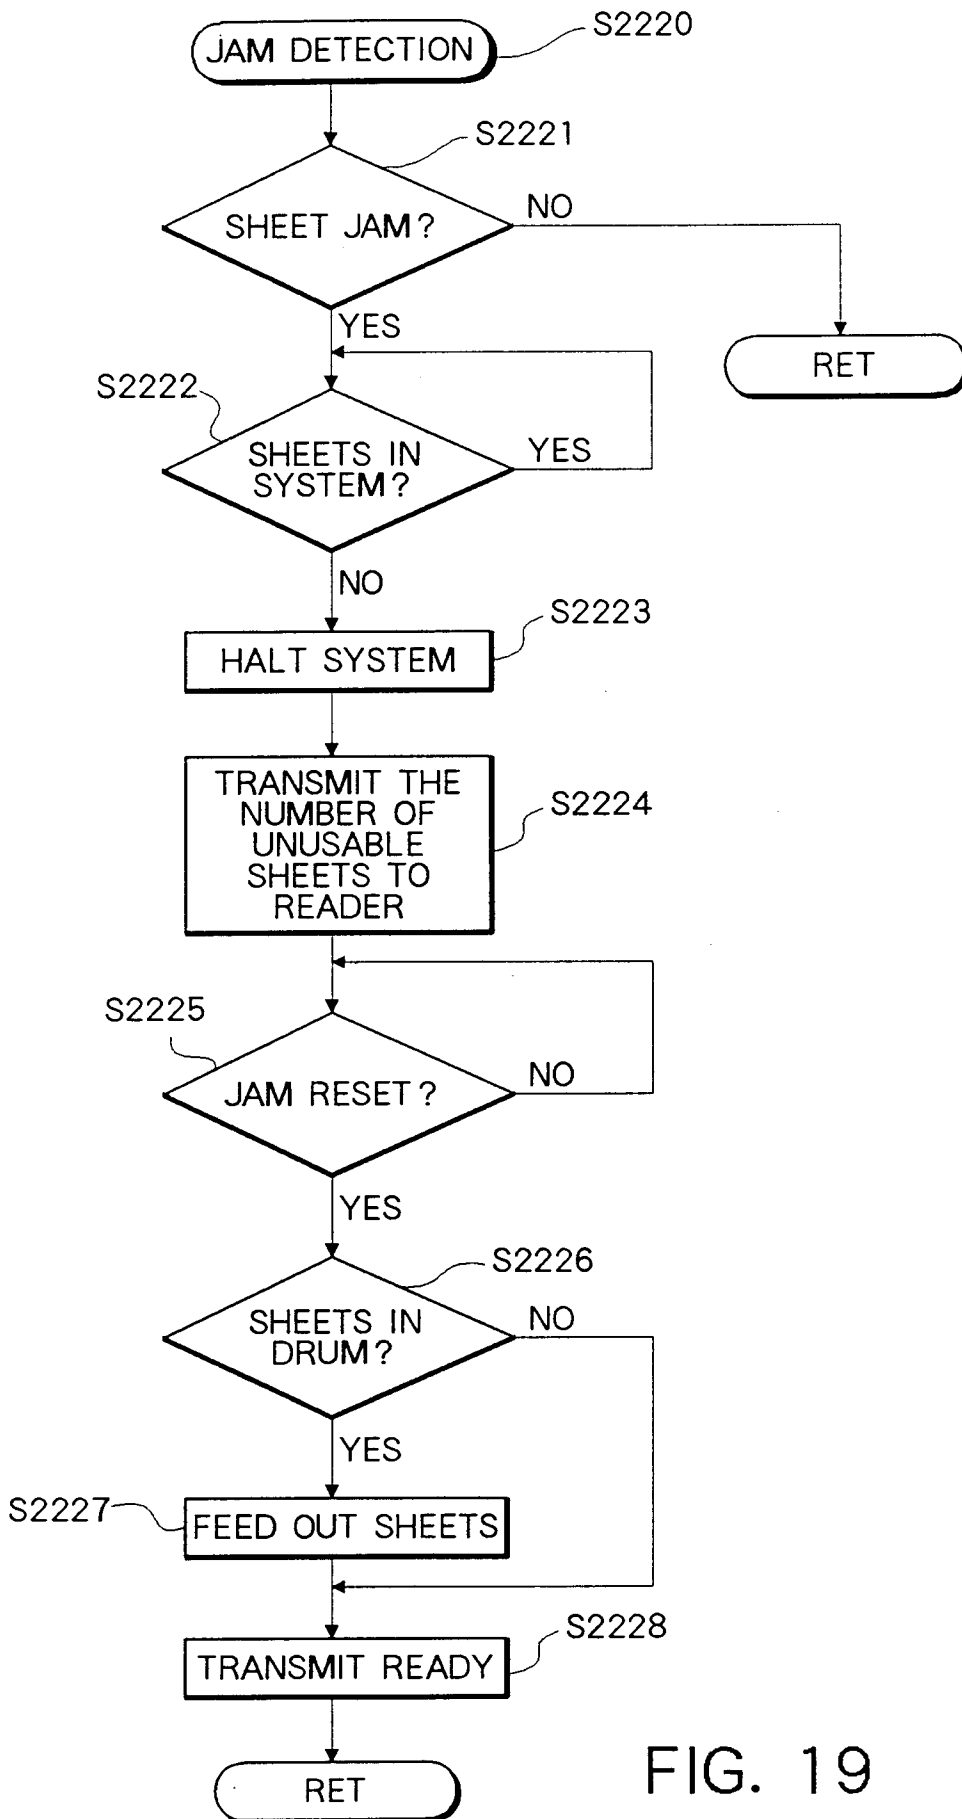 JAM DETECTION
S2220
S2221
SHEET JAM?
NO
YES
RET
S2222
SHEETS IN
SYSTEM?
YES
NO
S2223
HALT SYSTEM
TRANSMIT THE
NUMBER OF
UNUSABLE
SHEETS TO
READER
S2224
S2225
JAM RESET?
NO
YES
S2226
SHEETS IN
DRUM?
NO
YES
S2227
FEED OUT SHEETS
S2228
TRANSMIT READY
RET
FIG. 19